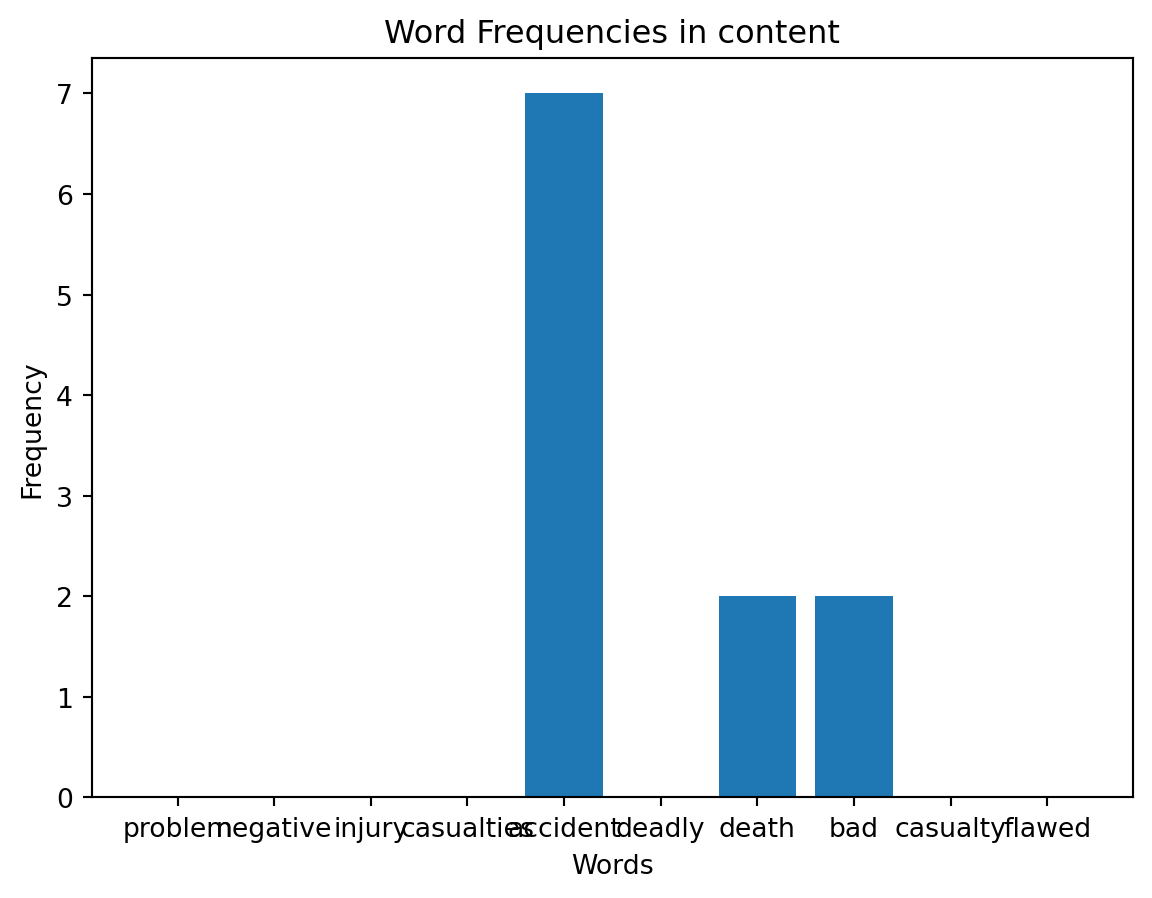 Word Frequencies in content
7
6
5
4
3
2
1
0
Frequency
problem negative injury casualties accident deadly death bad casualty flawed
Words